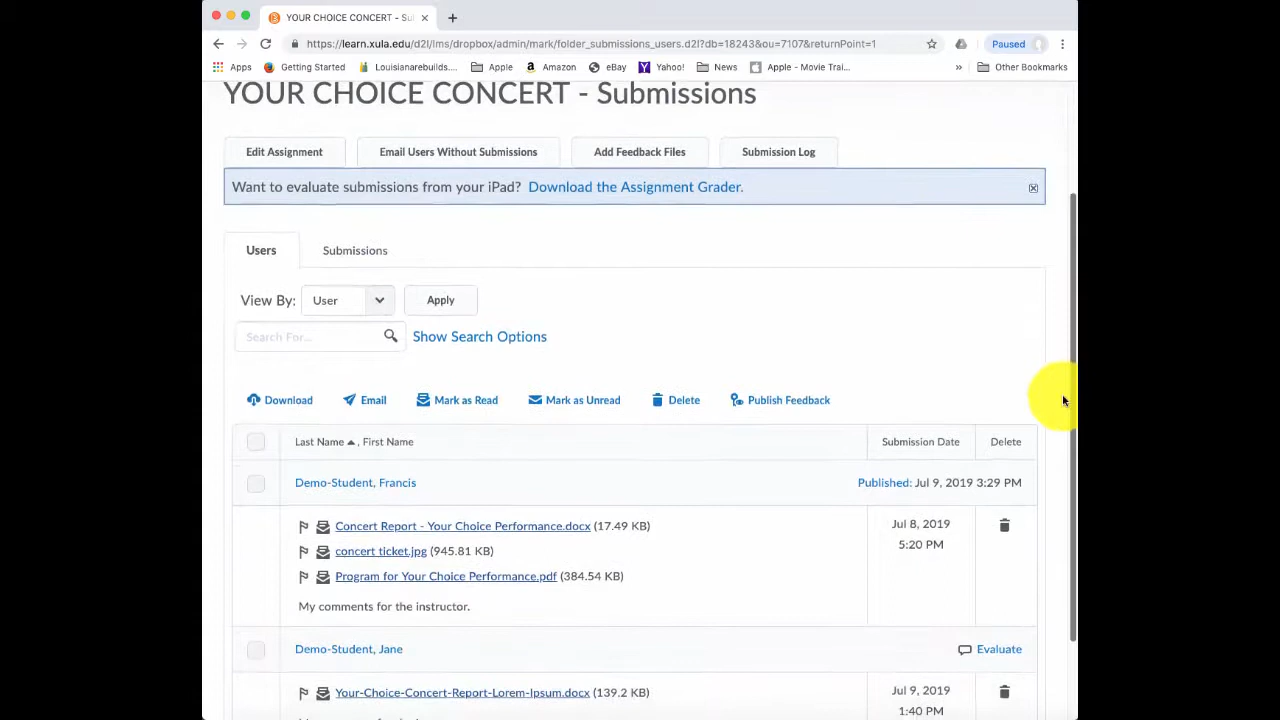 YOUR CHOICE CONCERT - Su
https://learn.xula.edu/d2l/lms/dropbox/admin/mark/folder_submissions_users.d2l?db=18243&ou=7107&returnPoint=1
Paused
Apps Getting Started Louisianarebuilds.... Apple Amazon eBay Yahoo! News Apple - Movie Trai... » Other Bookmarks
YOUR CHOICE CONCERT - Submissions
Edit Assignment Email Users Without Submissions Add Feedback Files Submission Log
Want to evaluate submissions from your iPad? Download the Assignment Grader.
Users Submissions
View By: User Apply
Search For... Show Search Options
Download Email Mark as Read Mark as Unread Delete Publish Feedback
Last Name , First Name Submission Date Delete
Demo-Student, Francis Published: Jul 9, 2019 3:29 PM
Concert Report - Your Choice Performance.docx (17.49 KB) Jul 8, 2019
5:20 PM
concert ticket.jpg (945.81 KB)
Program for Your Choice Performance.pdf (384.54 KB)
My comments for the instructor.
Demo-Student, Jane Evaluate
Your-Choice-Concert-Report-Lorem-Ipsum.docx (139.2 KB) Jul 9, 2019
1:40 PM